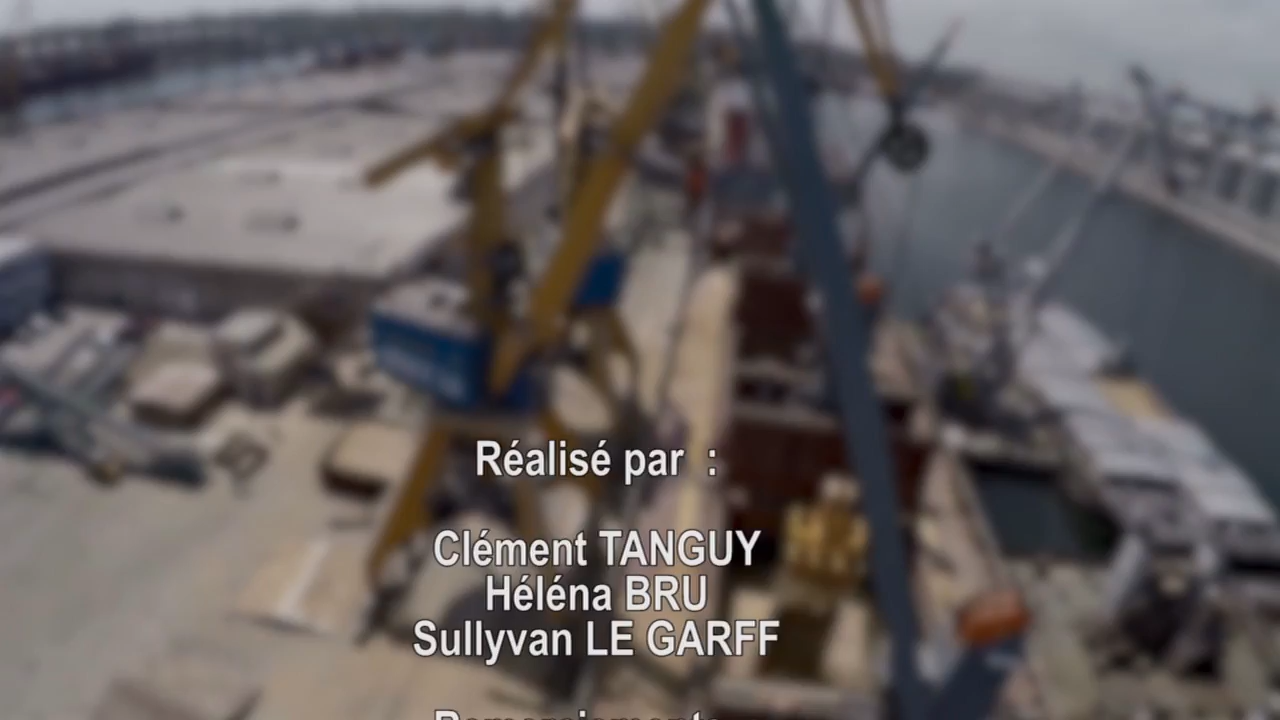 Réalisé par :
Clément TANGUY
Héléna BRU
Sullyvan LE GARFF